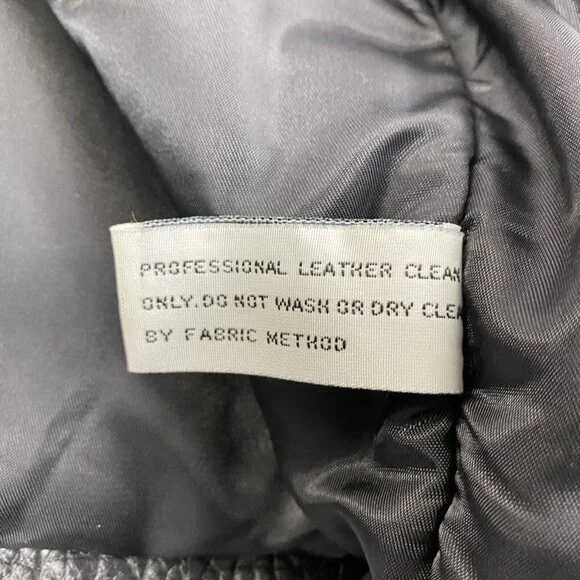 PROFESSIONAL LEATHER CLEAN
ONLY. DO NOT WASH OR DRY CLEA
BY FABRIC METHOD